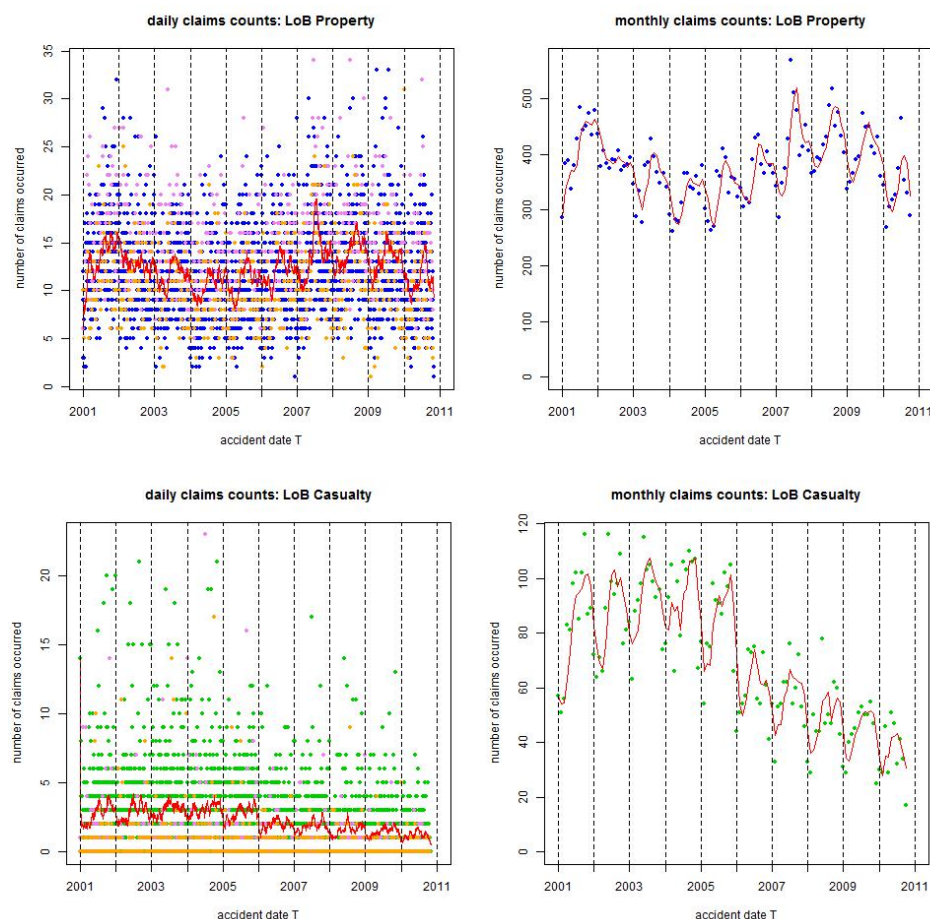 daily claims counts: LoB Property
number of claims occurred
35
30
25
20
15
10
5
0
2001 2003 2005 2007 2009 2011
accident date T
monthly claims counts: LoB Property
number of claims occurred
500
400
300
200
100
0
2001 2003 2005 2007 2009 2011
accident date T
daily claims counts: LoB Casualty
number of claims occurred
20
15
10
5
0
2001 2003 2005 2007 2009 2011
accident date T
monthly claims counts: LoB Casualty
number of claims occurred
120
100
80
60
40
20
0
2001 2003 2005 2007 2009 2011
accident date T